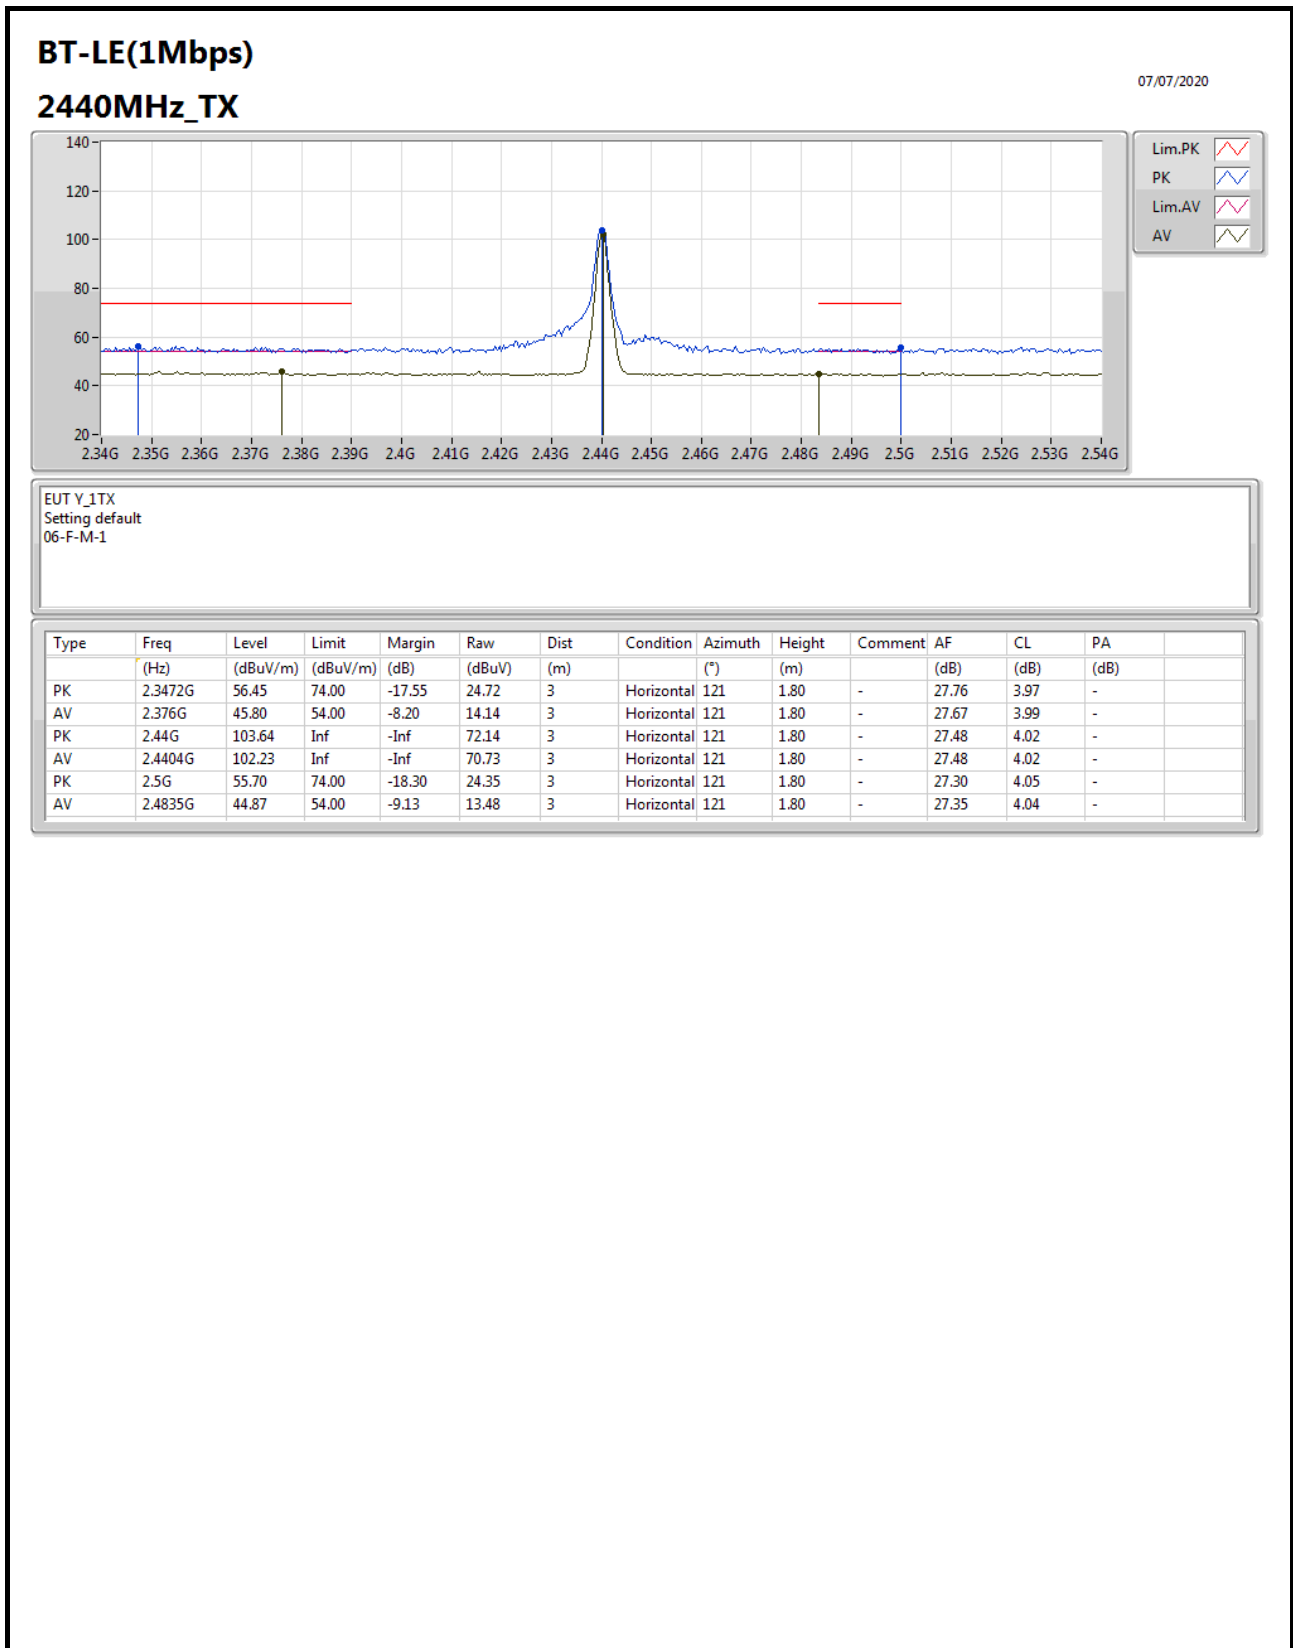 BT-LE(1Mbps)
07/07/2020
2440MHz_TX
140
120
100
80
60
40
20
2.34G 2.35G 2.36G 2.37G 2.38G 2.39G 2.4G 2.41G 2.42G 2.43G 2.44G 2.45G 2.46G 2.47G 2.48G 2.49G 2.5G 2.51G 2.52G 2.53G 2.54G
Lim.PK
PK
Lim.AV
AV
EUT Y_1TX
Setting default
06-F-M-1
Type Freq Level Limit Margin Raw Dist Condition Azimuth Height Comment AF CL PA
(Hz) (dBuV/m) (dBuV/m) (dB) (dBuV) (m) (°) (m) (dB) (dB) (dB)
PK 2.3472G 56.45 74.00 -17.55 24.72 3 Horizontal 121 1.80 - 27.76 3.97 -
AV 2.376G 45.80 54.00 -8.20 14.14 3 Horizontal 121 1.80 - 27.67 3.99 -
PK 2.44G 103.64 Inf -Inf 72.14 3 Horizontal 121 1.80 - 27.48 4.02 -
AV 2.4404G 102.23 Inf -Inf 70.73 3 Horizontal 121 1.80 - 27.48 4.02 -
PK 2.5G 55.70 74.00 -18.30 24.35 3 Horizontal 121 1.80 - 27.30 4.05 -
AV 2.4835G 44.87 54.00 -9.13 13.48 3 Horizontal 121 1.80 - 27.35 4.04 -